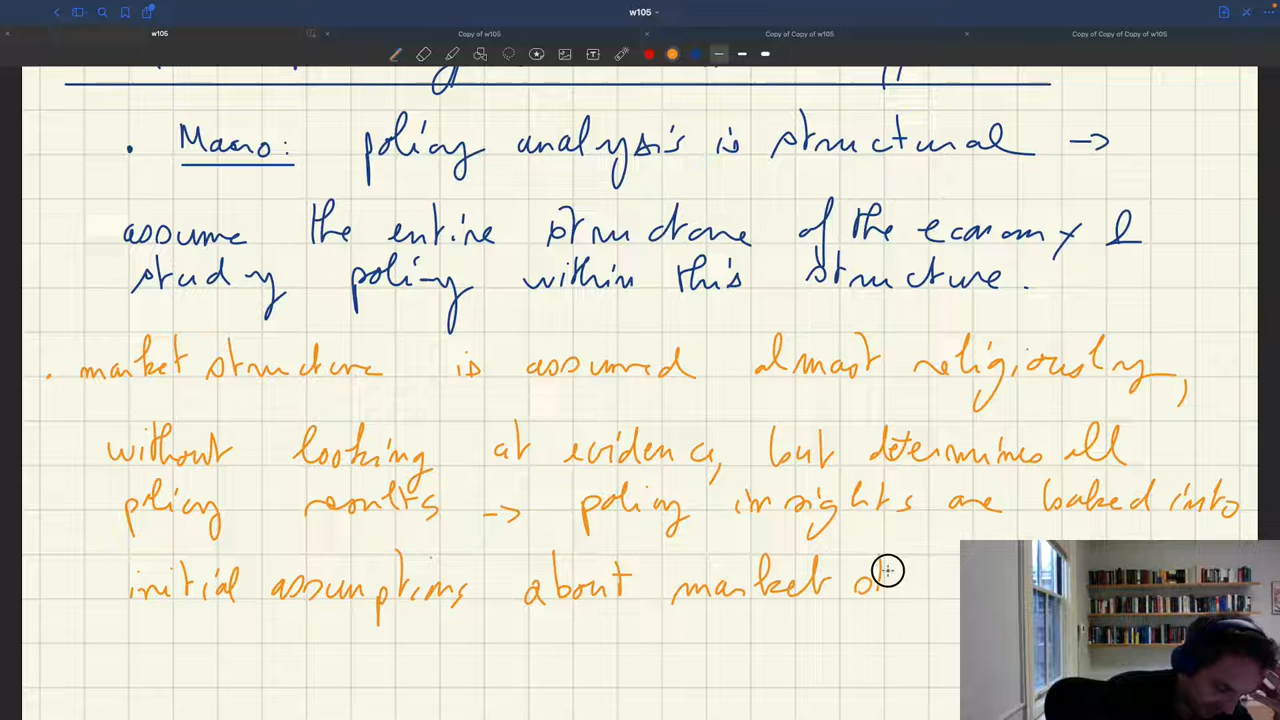 w105
w105
Copy of w105
Copy of Copy of w105
Copy of Copy of Copy of w105
. Macro: policy analysis is structural →
assume the entire structure of the economy &
study policy within this structure.
. market structure is assumed almost religiously,
without looking at evidence, but determines all
policy results → policy insights are baked into
initial assumptions about market